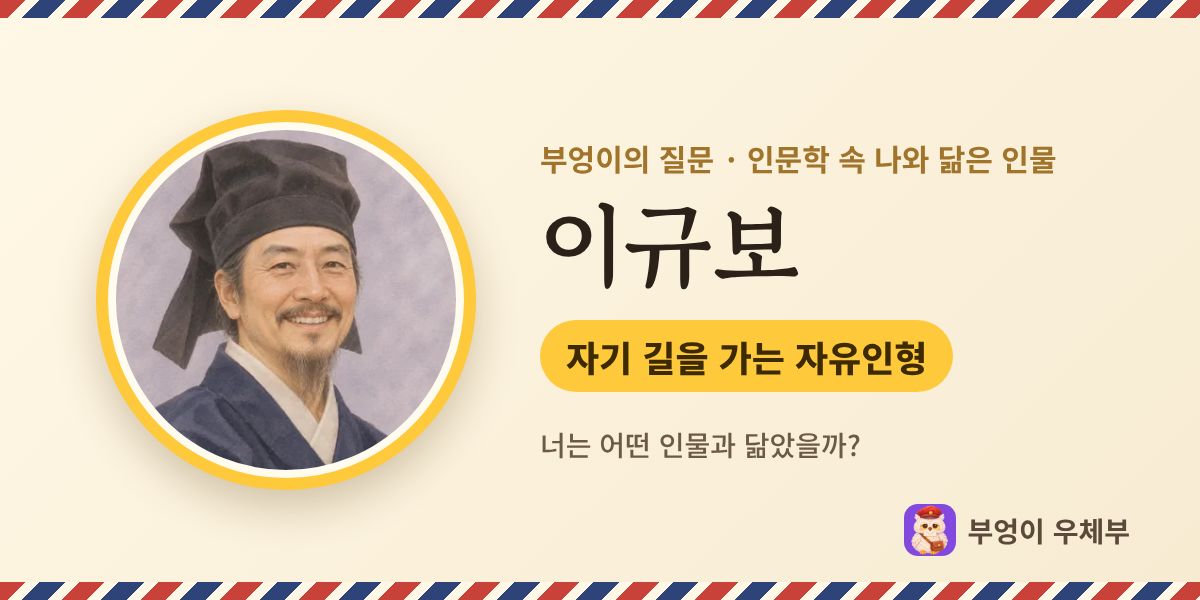 부엉이의 질문 · 인문학 속 나와 닮은 인물
이규보
자기 길을 가는 자유인형
너는 어떤 인물과 닮았을까?
부엉이 우체부